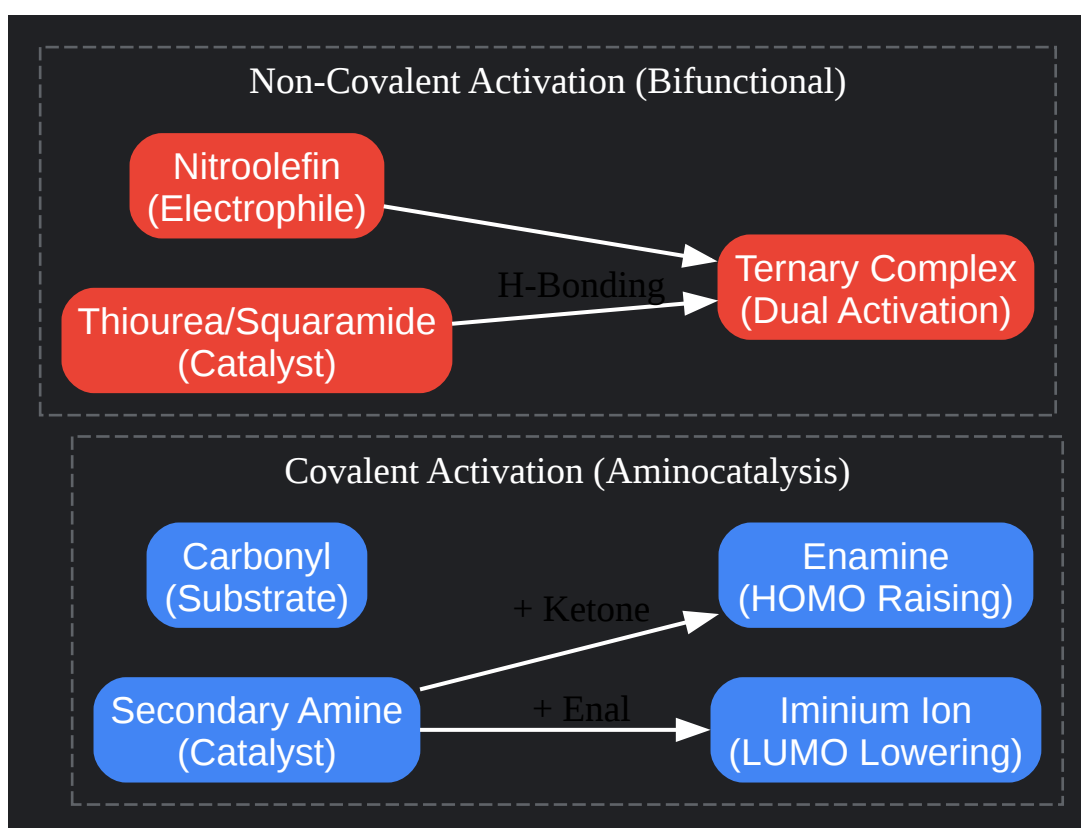 Non-Covalent Activation (Bifunctional)
Nitroolefin
(Electrophile)
H-Bonding
Ternary Complex
(Dual Activation)
Thiourea/Squaramide
(Catalyst)
Covalent Activation (Aminocatalysis)
Carbonyl
(Substrate)
+ Ketone
Enamine
(HOMO Raising)
Secondary Amine
(Catalyst)
+ Enal
Iminium Ion
(LUMO Lowering)